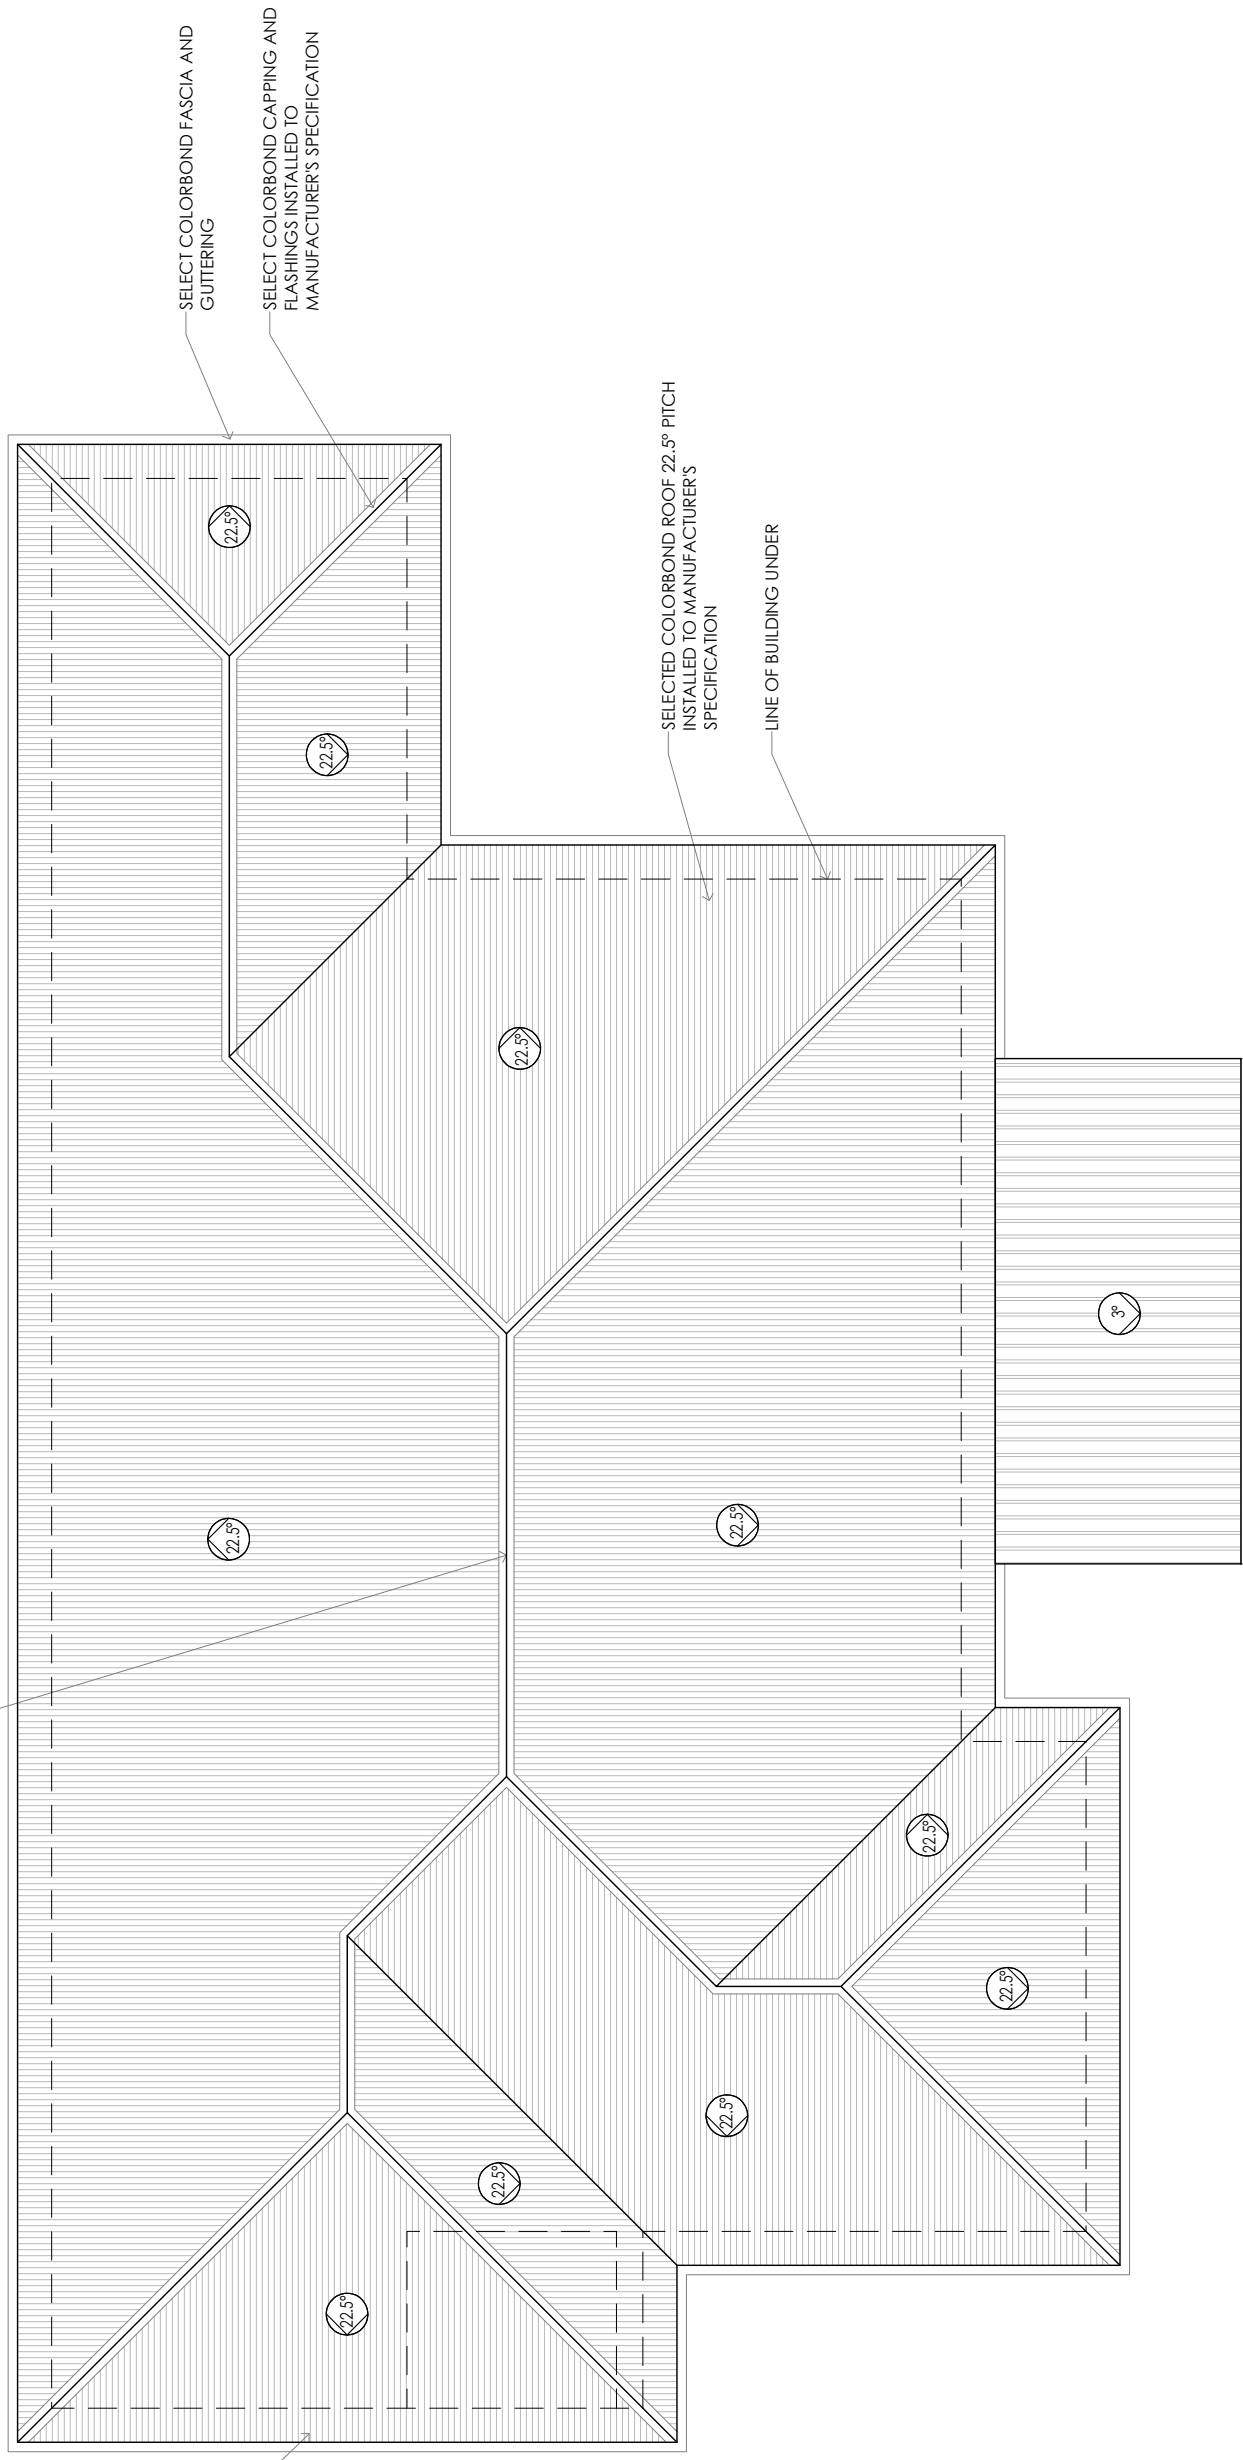 SELECT COLORBOND FASCIA AND
GUTTERING
SELECT COLORBOND CAPPING AND
FLASHINGS INSTALLED TO
MANUFACTURER'S SPECIFICATION
SELECTED COLORBOND ROOF 22.5° PITCH
INSTALLED TO MANUFACTURER'S
SPECIFICATION
LINE OF BUILDING UNDER
22.5°
22.5°
22.5°
22.5°
22.5°
3°
22.5°
22.5°
22.5°
22.5°
22.5°